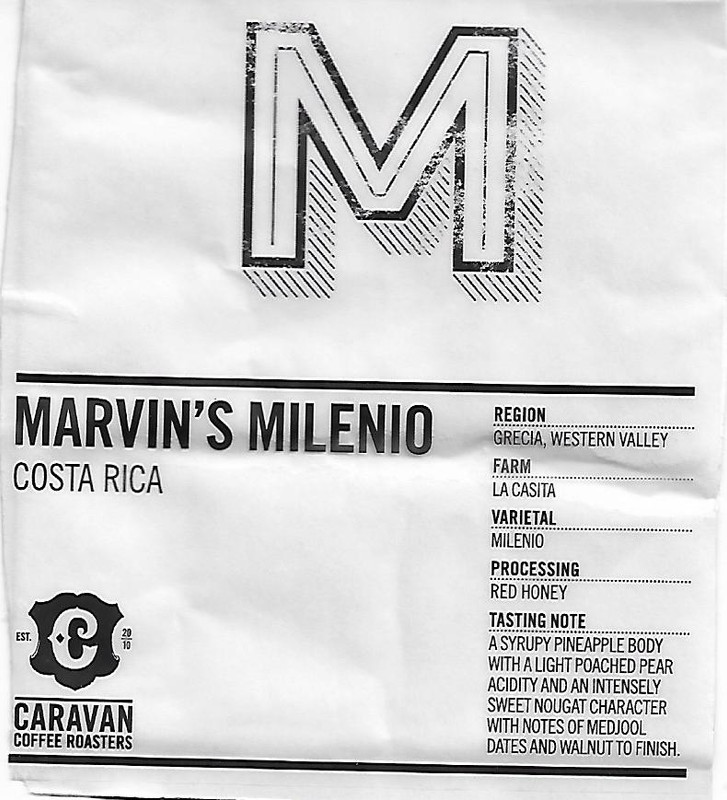 M
MARVIN'S MILENIO
COSTA RICA
REGION
GRECIA, WESTERN VALLEY
FARM
LA CASITA
VARIETAL
MILENIO
PROCESSING
RED HONEY
TASTING NOTE
A SYRUPY PINEAPPLE BODY
WITH A LIGHT POACHED PEAR
ACIDITY AND AN INTENSELY
SWEET NOUGAT CHARACTER
WITH NOTES OF MEDJOOL
DATES AND WALNUT TO FINISH.
EST. C 20
10
CARAVAN
COFFEE ROASTERS